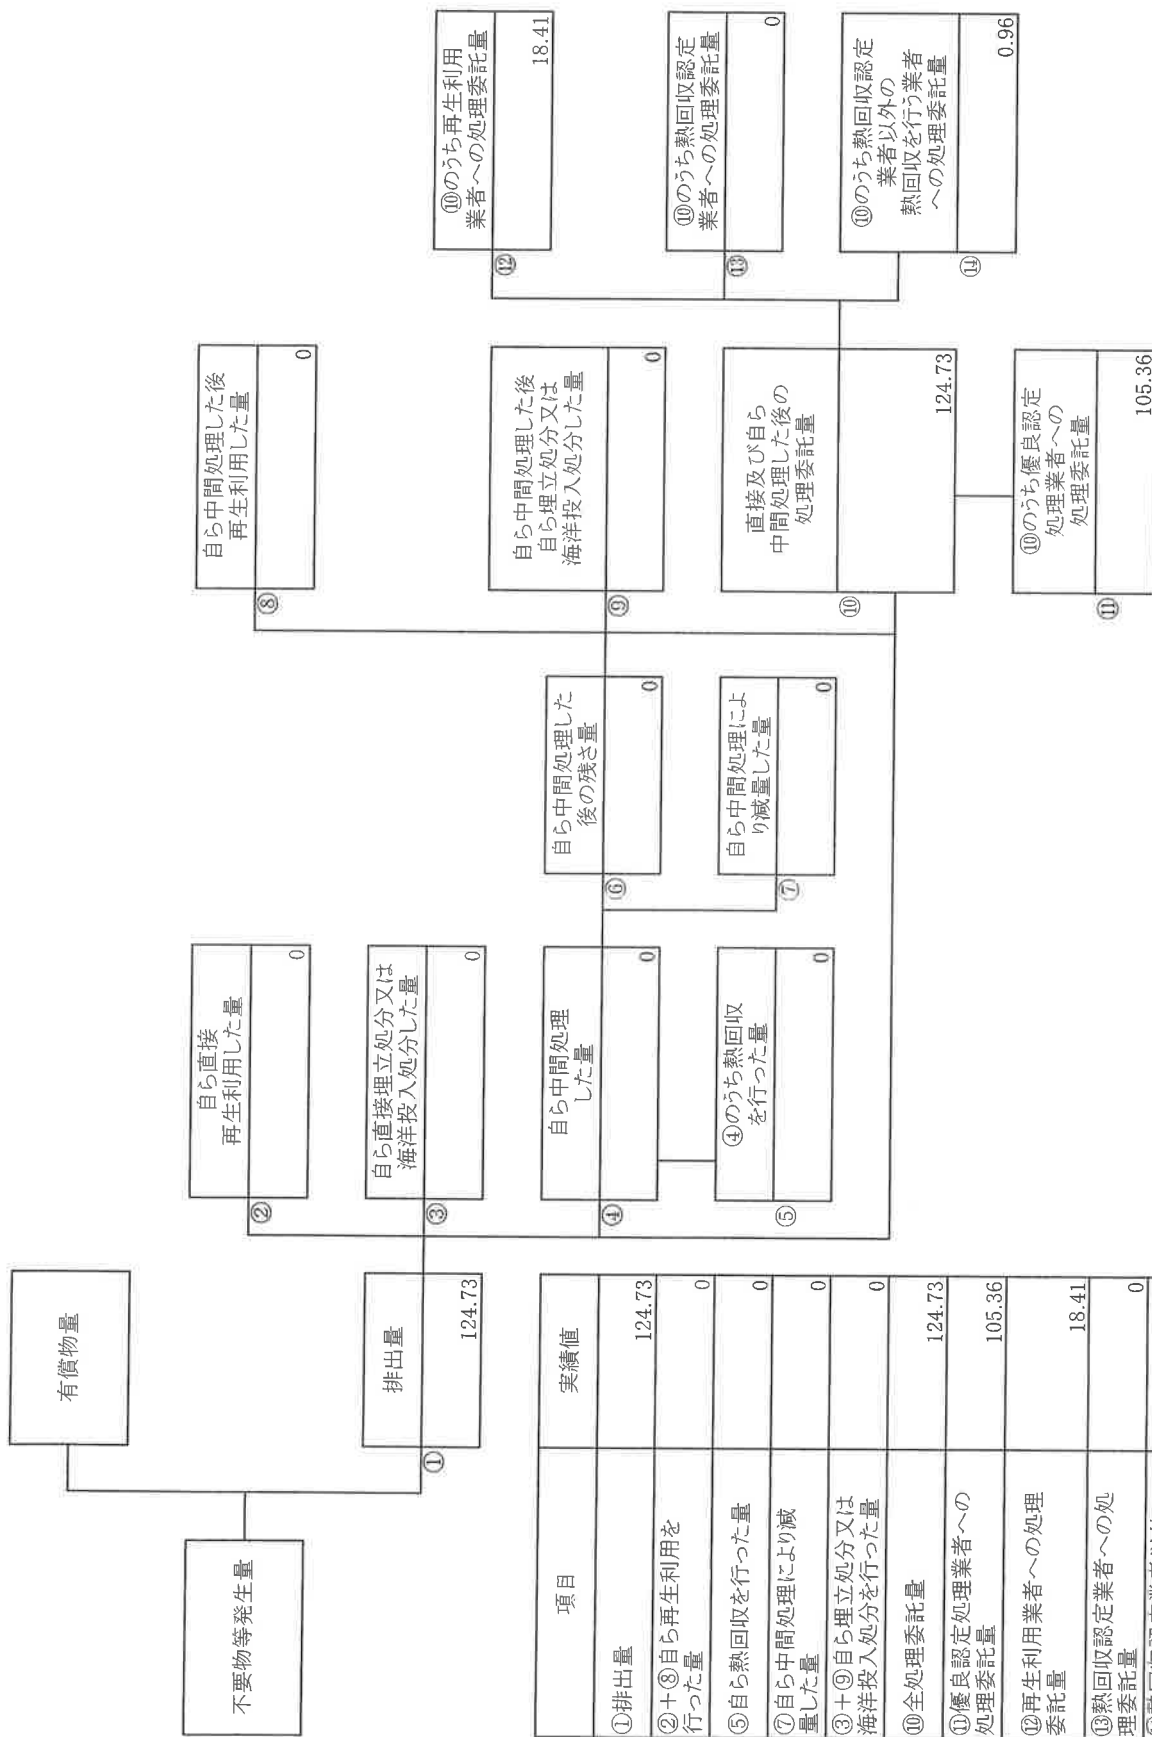 不要物等発生量
有償物量
排出量
①
124.73
自ら直接
再生利用した量
②
0
自ら直接埋立処分又は
海洋投入処分した量
③
0
自ら中間処理
した量
④
0
④のうち熱回収
を行った量
⑤
0
自ら中間処理した
後の残さ量
⑥
0
自ら中間処理によ
り減量した量
⑦
0
自ら中間処理した後
再生利用した量
⑧
0
自ら中間処理した後
自ら埋立処分又は
海洋投入処分した量
⑨
0
直接及び自ら
中間処理した後の
処理委託量
⑩
124.73
⑩のうち優良認定
処理業者への
処理委託量
⑪
105.36
⑩のうち再生利用
業者への処理委託量
⑫
18.41
⑩のうち熱回収認定
業者への処理委託量
⑬
0
⑩のうち熱回収認定
業者以外の
熱回収を行う業者
への処理委託量
⑭
0.96
項目 実績値
①排出量 124.73
②＋⑧自ら再生利用を
行った量 0
⑤自ら熱回収を行った量 0
⑦自ら中間処理により減
量した量 0
③＋⑨自ら埋立処分又は
海洋投入処分を行った量 0
⑩全処理委託量 124.73
⑪優良認定処理業者への
処理委託量 105.36
⑫再生利用業者への処理
委託量 18.41
⑬熱回収認定業者への処
理委託量 0